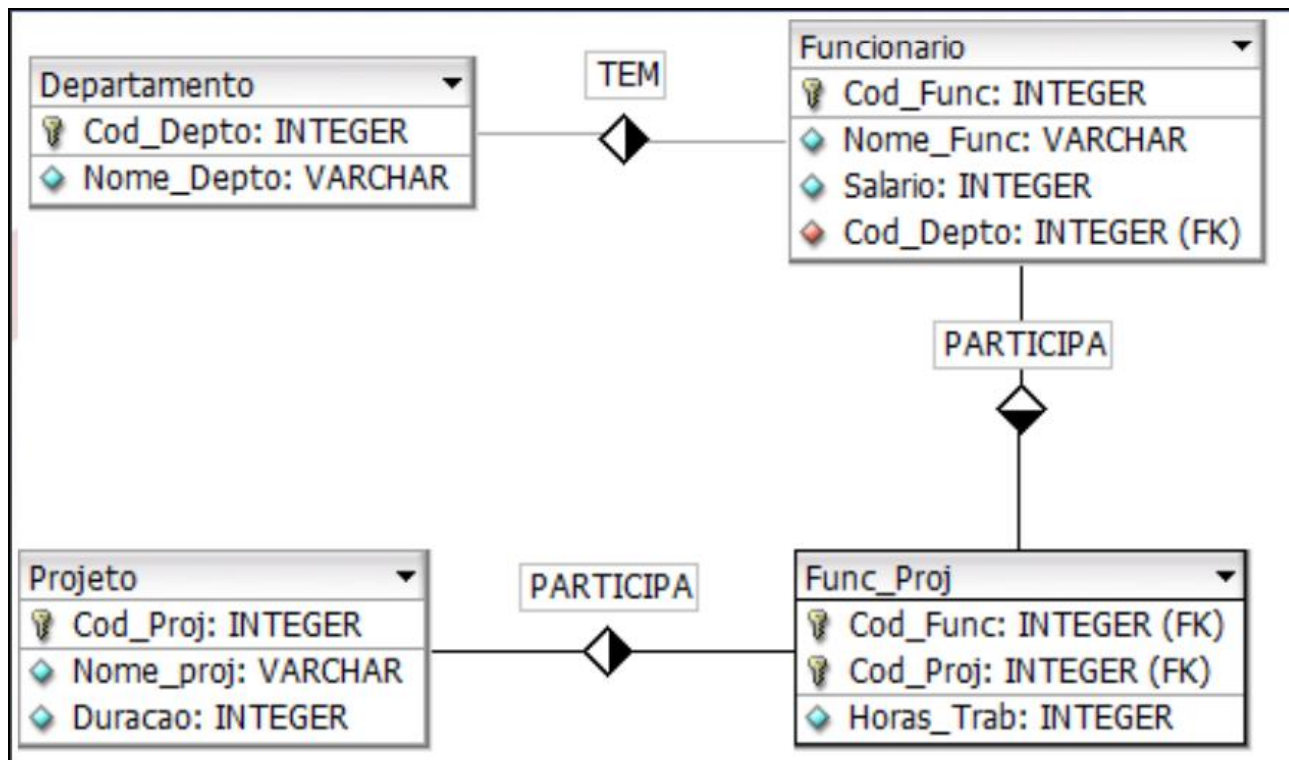 Departamento
Cod_Depto: INTEGER
Nome_Depto: VARCHAR
TEM
Funcionario
Cod_Func: INTEGER
Nome_Func: VARCHAR
Salario: INTEGER
Cod_Depto: INTEGER (FK)
PARTICIPA
Projeto
Cod_Proj: INTEGER
Nome_proj: VARCHAR
Duracao: INTEGER
PARTICIPA
Func_Proj
Cod_Func: INTEGER (FK)
Cod_Proj: INTEGER (FK)
Horas_Trab: INTEGER